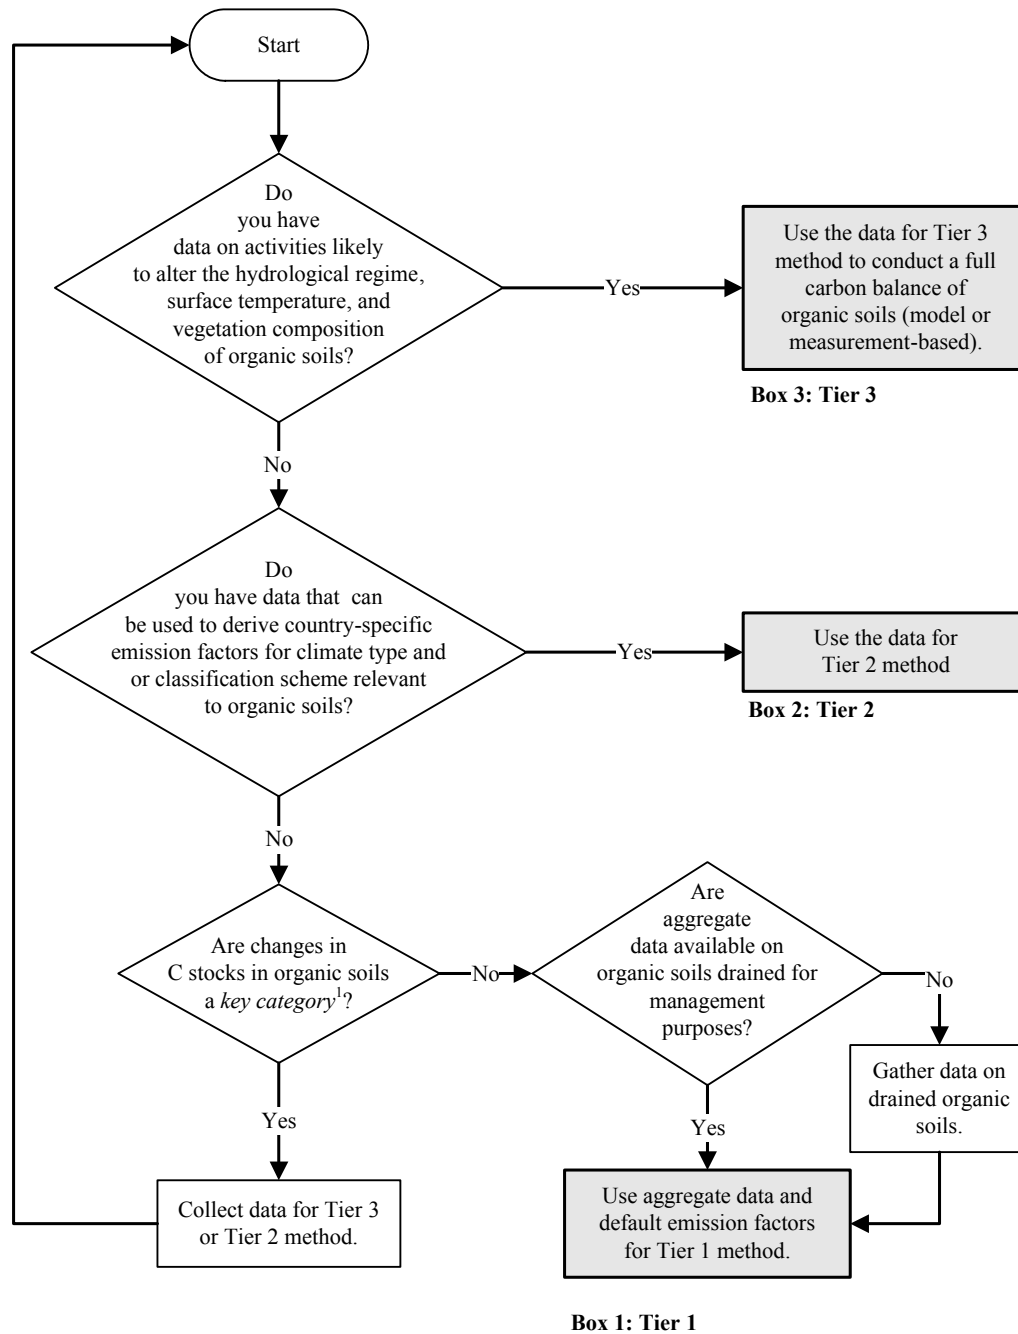 Start
Do
you have
data on activities likely
to alter the hydrological regime,
surface temperature, and
vegetation composition
of organic soils?
Yes
Use the data for Tier 3
method to conduct a full
carbon balance of
organic soils (model or
measurement-based).
Box 3: Tier 3
No
Do
you have data that can
be used to derive country-specific
emission factors for climate type and
or classification scheme relevant
to organic soils?
Yes
Use the data for
Tier 2 method
Box 2: Tier 2
No
Are changes in
C stocks in organic soils
a key category¹?
No
Are
aggregate
data available on
organic soils drained for
management
purposes?
No
Gather data on
drained organic
soils.
Yes
Yes
Collect data for Tier 3
or Tier 2 method.
Use aggregate data and
default emission factors
for Tier 1 method.
Box 1: Tier 1